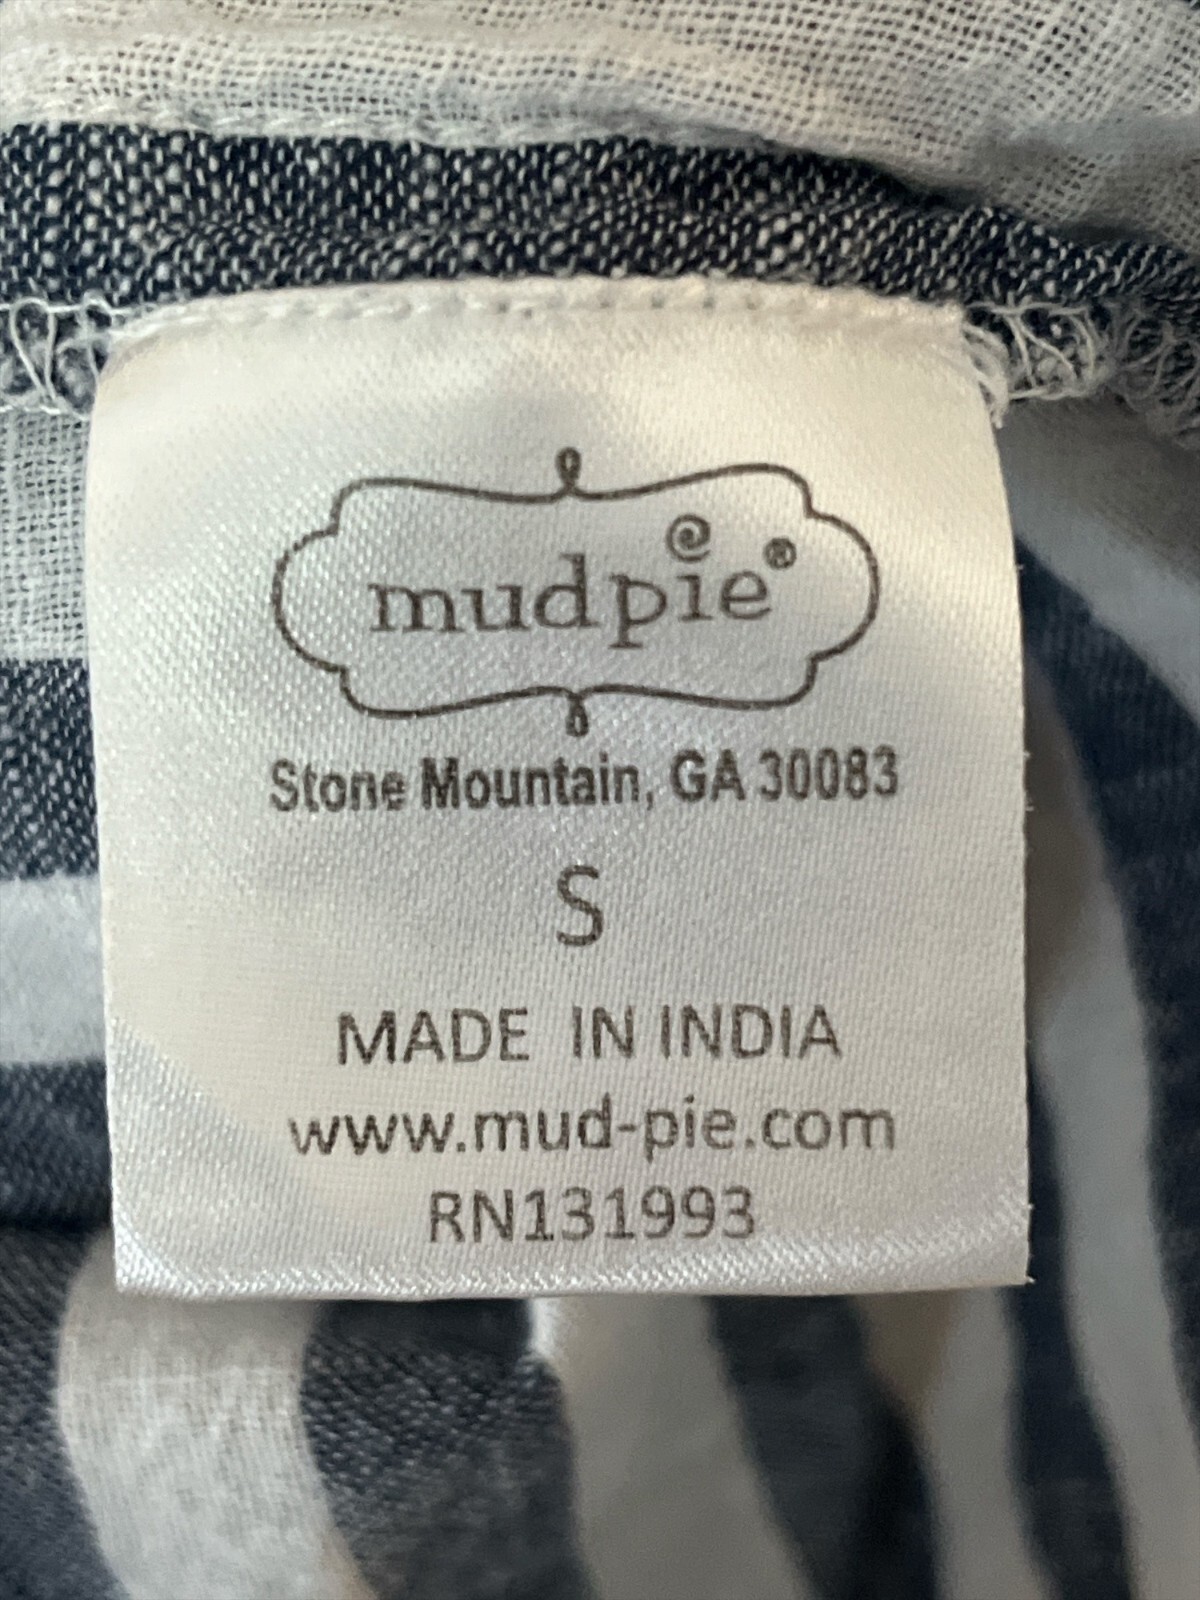 mudpie®
Stone Mountain, GA 30083
S
MADE IN INDIA
www.mud-pie.com
RN131993